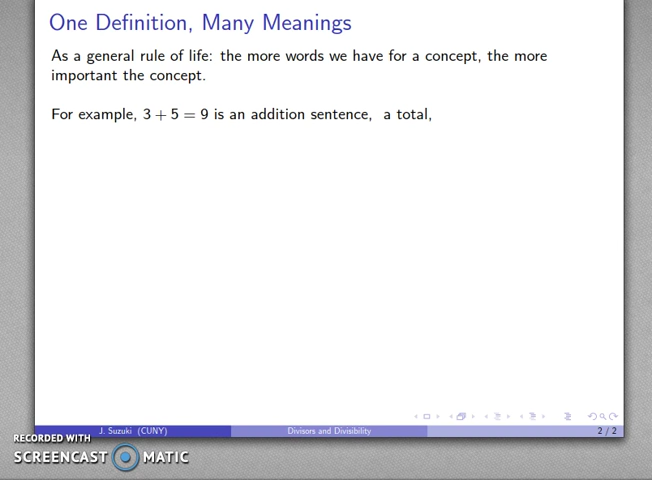 One Definition, Many Meanings
As a general rule of life: the more words we have for a concept, the more
important the concept.
For example, 3 + 5 = 9 is an addition sentence, a total,
J. Suzuki (CUNY) Divisors and Divisibility 2 / 2
RECORDED WITH
SCREENCAST MATIC